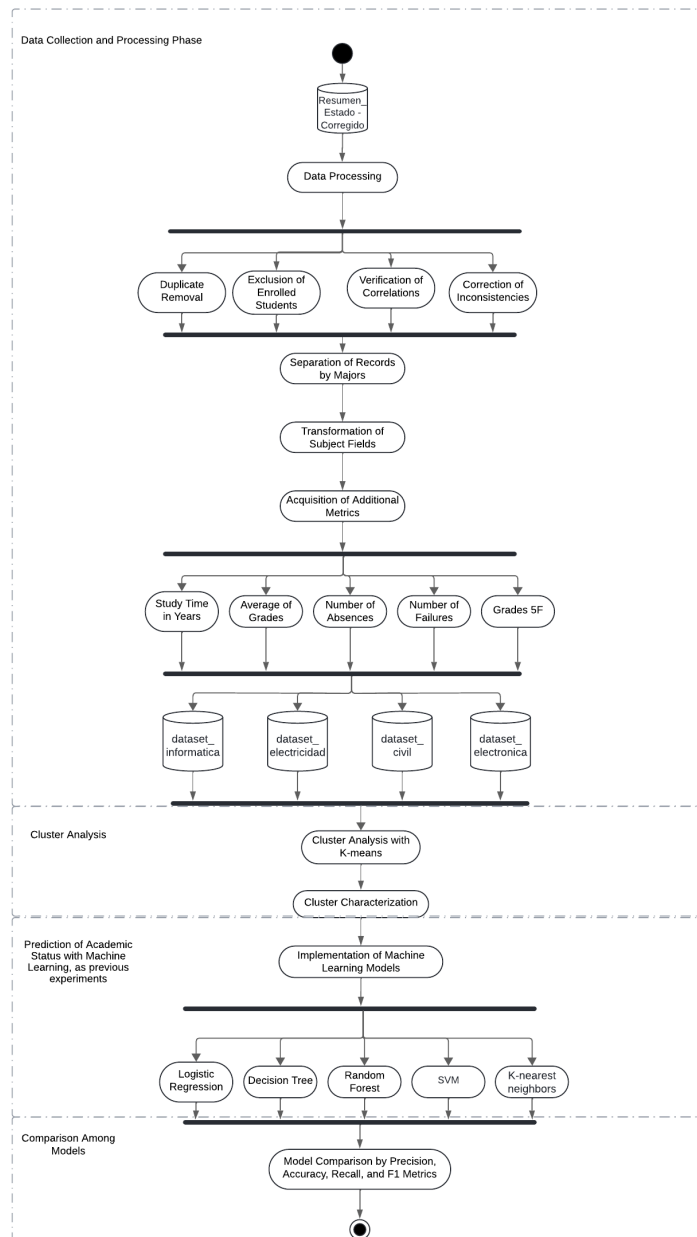 Data Collection and Processing Phase
Resumen_
Estado -
Corregido
Data Processing
Duplicate
Removal
Exclusion of
Enrolled
Students
Verification of
Correlations
Correction of
Inconsistencies
Separation of Records
by Majors
Transformation of
Subject Fields
Acquisition of Additional
Metrics
Study Time
in Years
Average of
Grades
Number of
Absences
Number of
Failures
Grades 5F
dataset_
informatica
dataset_
electricidad
dataset_
civil
dataset_
electronica
Cluster Analysis
Cluster Analysis with
K-means
Cluster Characterization
Prediction of Academic
Status with Machine
Learning, as previous
experiments
Implementation of Machine
Learning Models
Logistic
Regression
Decision Tree
Random
Forest
SVM
K-nearest
neighbors
Comparison Among
Models
Model Comparison by Precision,
Accuracy, Recall, and F1 Metrics